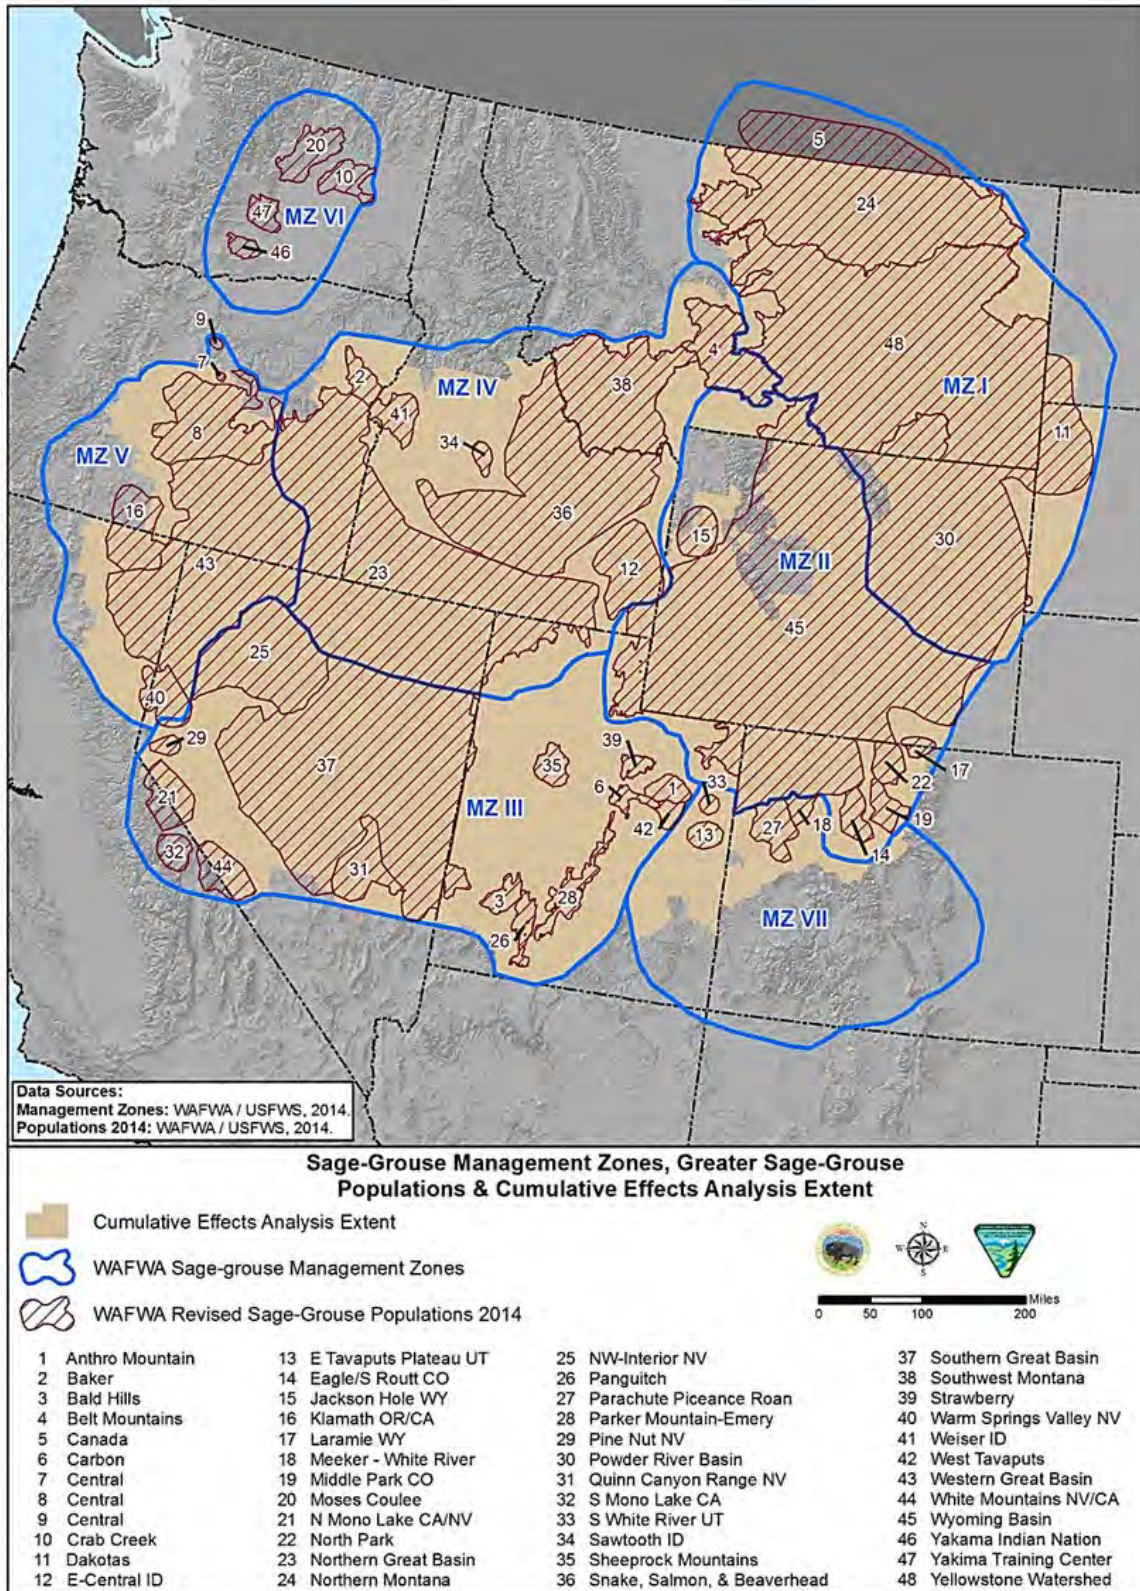 5
24
20
10
47
MZ VI
46
9
4
48
7
2
MZ IV
38
MZ I
41
8
11
34
MZ V
16
36
15
30
12
MZ II
43
23
45
25
40
29
39
17
37
35
33
22
6
1
21
MZ III
19
42
13
27
18
32
14
44
31
3
28
MZ VII
26
Data Sources:
Management Zones: WAFWA / USFWS, 2014.
Populations 2014: WAFWA / USFWS, 2014.
Sage-Grouse Management Zones, Greater Sage-Grouse
Populations & Cumulative Effects Analysis Extent
Cumulative Effects Analysis Extent
WAFWA Sage-grouse Management Zones
WAFWA Revised Sage-Grouse Populations 2014
N
W E
S
Miles
0 50 100 200
1 Anthro Mountain
2 Baker
3 Bald Hills
4 Belt Mountains
5 Canada
6 Carbon
7 Central
8 Central
9 Central
10 Crab Creek
11 Dakotas
12 E-Central ID
13 E Tavaputs Plateau UT
14 Eagle/S Routt CO
15 Jackson Hole WY
16 Klamath OR/CA
17 Laramie WY
18 Meeker - White River
19 Middle Park CO
20 Moses Coulee
21 N Mono Lake CA/NV
22 North Park
23 Northern Great Basin
24 Northern Montana
25 NW-Interior NV
26 Panguitch
27 Parachute Piceance Roan
28 Parker Mountain-Emery
29 Pine Nut NV
30 Powder River Basin
31 Quinn Canyon Range NV
32 S Mono Lake CA
33 S White River UT
34 Sawtooth ID
35 Sheeprock Mountains
36 Snake, Salmon, & Beaverhead
37 Southern Great Basin
38 Southwest Montana
39 Strawberry
40 Warm Springs Valley NV
41 Weiser ID
42 West Tavaputs
43 Western Great Basin
44 White Mountains NV/CA
45 Wyoming Basin
46 Yakama Indian Nation
47 Yakima Training Center
48 Yellowstone Watershed